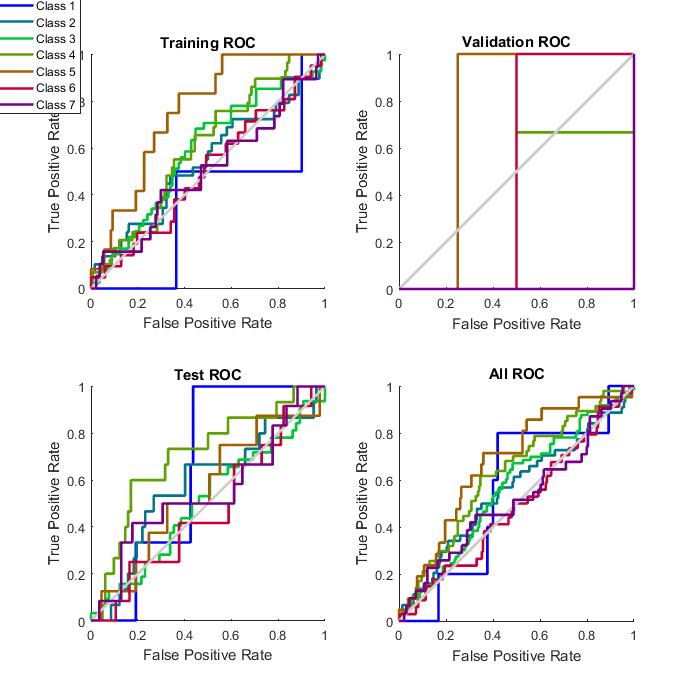 Class 1
Class 2
Class 3
Class 4
Class 5
Class 6
Class 7
Training ROC
1
0.6
0.4
0.2
0
0 0.2 0.4 0.6 0.8 1
True Positive Rate
False Positive Rate
Validation ROC
1
0.8
0.6
0.4
0.2
0
0 0.2 0.4 0.6 0.8 1
True Positive Rate
False Positive Rate
Test ROC
1
0.8
0.6
0.4
0.2
0
0 0.2 0.4 0.6 0.8 1
True Positive Rate
False Positive Rate
All ROC
1
0.8
0.6
0.4
0.2
0
0 0.2 0.4 0.6 0.8 1
True Positive Rate
False Positive Rate